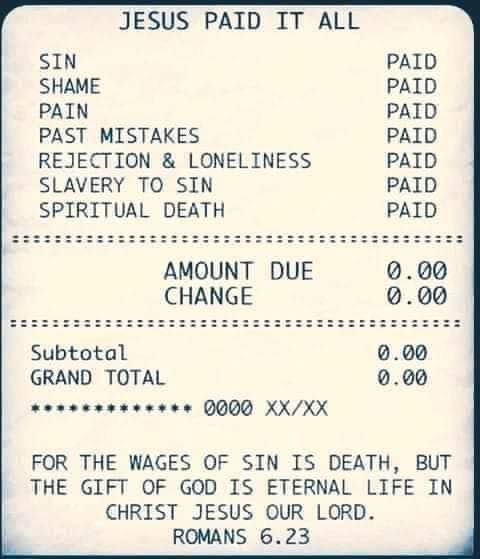 JESUS PAID IT ALL
SIN PAID
SHAME PAID
PAIN PAID
PAST MISTAKES PAID
REJECTION & LONELINESS PAID
SLAVERY TO SIN PAID
SPIRITUAL DEATH PAID
AMOUNT DUE 0.00
CHANGE 0.00
Subtotal 0.00
GRAND TOTAL 0.00
************* 0000 XX/XX
FOR THE WAGES OF SIN IS DEATH, BUT
THE GIFT OF GOD IS ETERNAL LIFE IN
CHRIST JESUS OUR LORD.
ROMANS 6.23